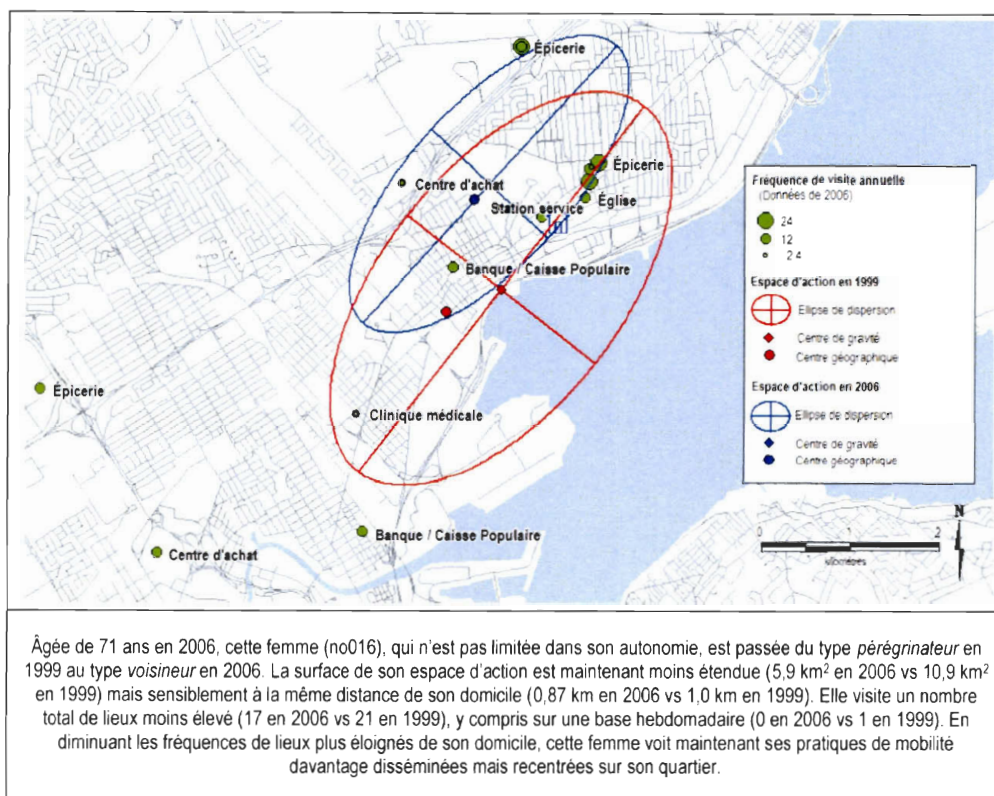 Épicerie
Épicerie
Centre d'achat
Église
Station service
Banque / Caisse Populaire
Épicerie
Clinique médicale
Banque / Caisse Populaire
Centre d'achat
Fréquence de visite annuelle
(Données de 2006)
24
12
2 4
Espace d'action en 1999
Ellipse de dispersion
Centre de gravité
Centre géographique
Espace d'action en 2006
Ellipse de dispersion
Centre de gravité
Centre géographique
N
0 1 2
kilomètres
Âgée de 71 ans en 2006, cette femme (no016), qui n'est pas limitée dans son autonomie, est passée du type pérégrinateur en
1999 au type voisineur en 2006. La surface de son espace d'action est maintenant moins étendue (5,9 km² en 2006 vs 10,9 km²
en 1999) mais sensiblement à la même distance de son domicile (0,87 km en 2006 vs 1,0 km en 1999). Elle visite un nombre
total de lieux moins élevé (17 en 2006 vs 21 en 1999), y compris sur une base hebdomadaire (0 en 2006 vs 1 en 1999). En
diminuant les fréquences de lieux plus éloignés de son domicile, cette femme voit maintenant ses pratiques de mobilité
davantage disséminées mais recentrées sur son quartier.